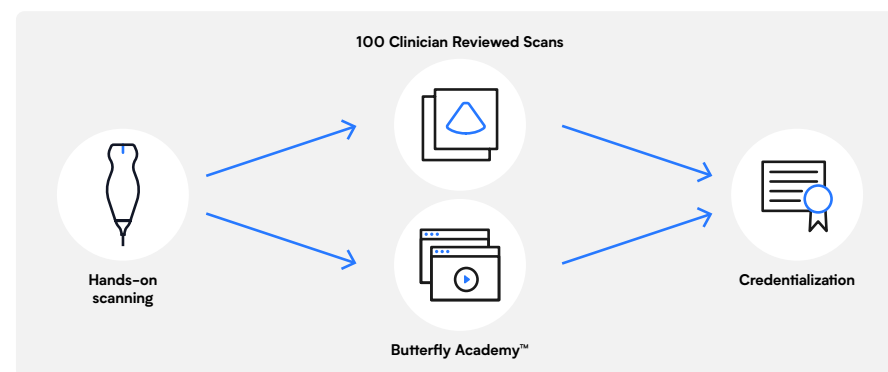 100 Clinician Reviewed Scans
Hands-on
scanning
Credentialization
Butterfly Academy™